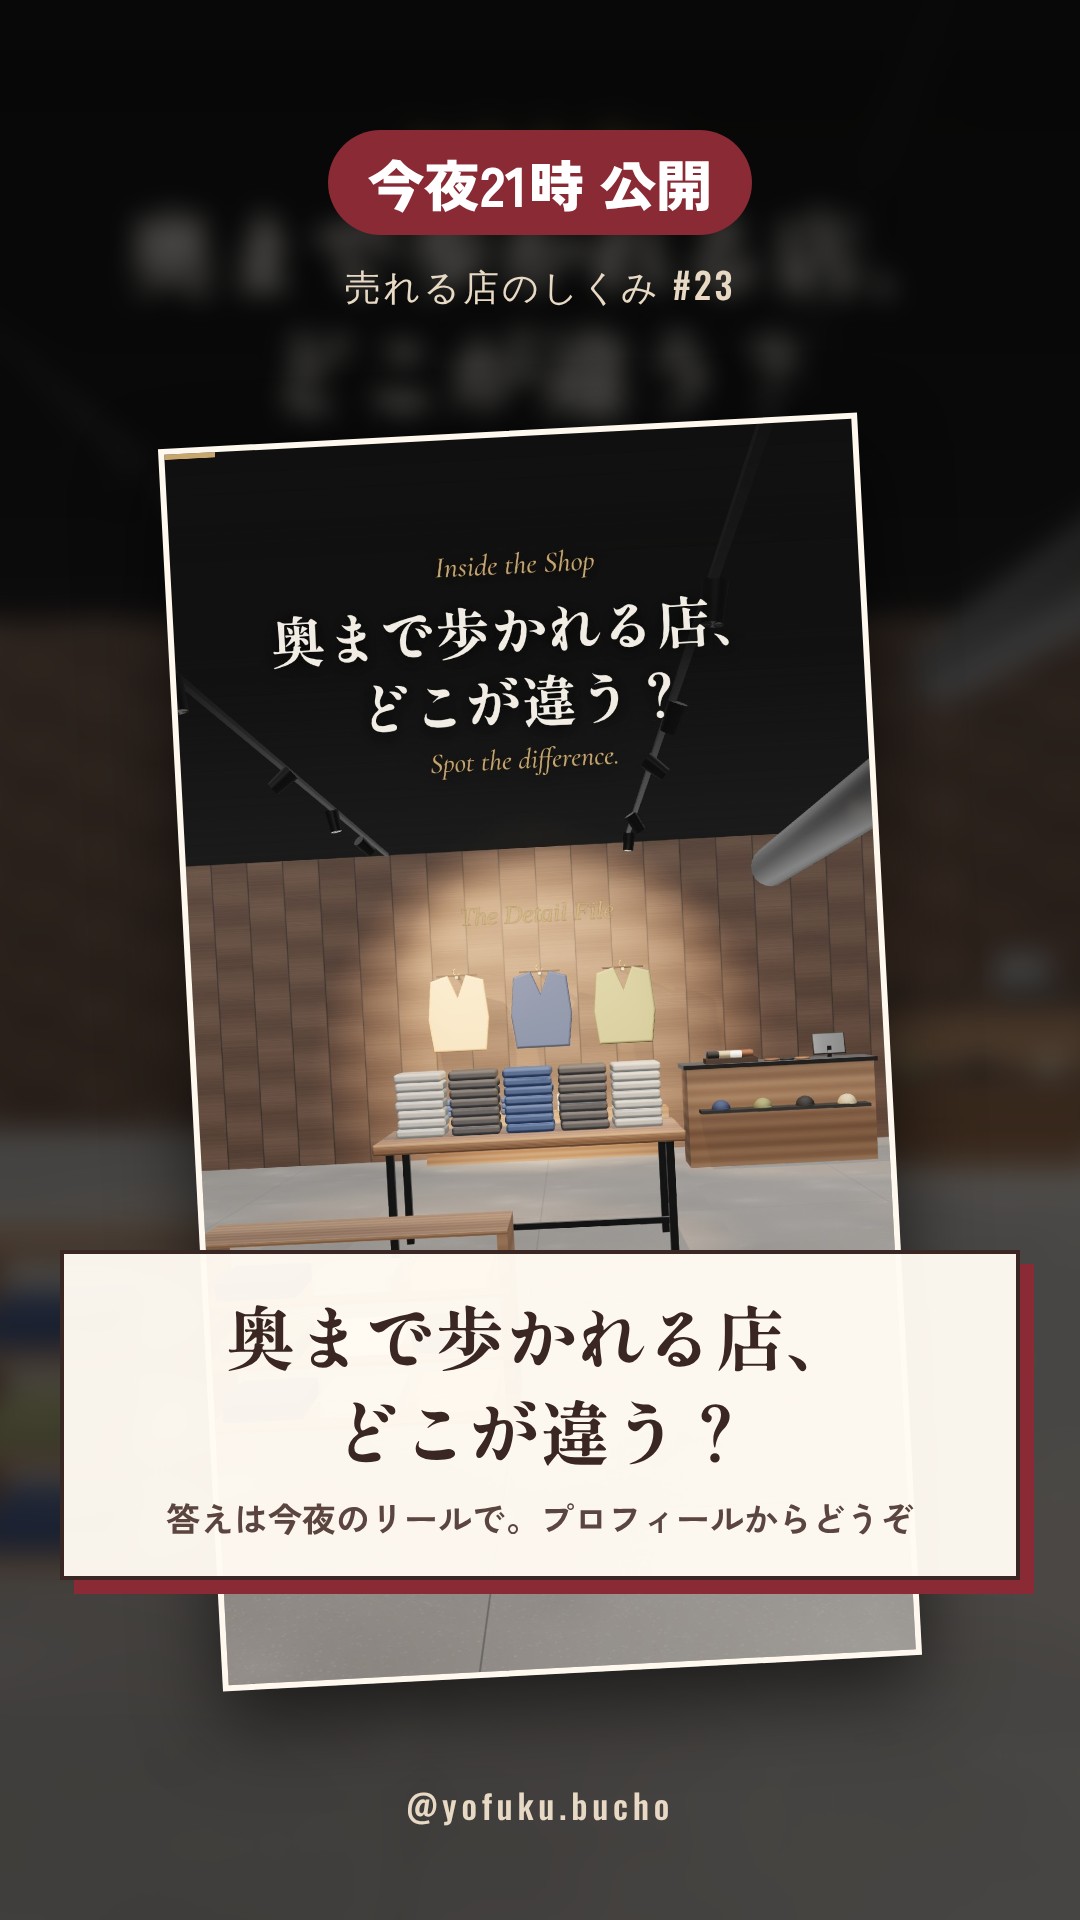 今夜21時 公開
売れる店のしくみ #23
Inside the Shop
奥まで歩かれる店、
どこが違う？
Spot the difference.
The Detail File
奥まで歩かれる店、
どこが違う？
答えは今夜のリールで。プロフィールからどうぞ
@yofuku.bucho